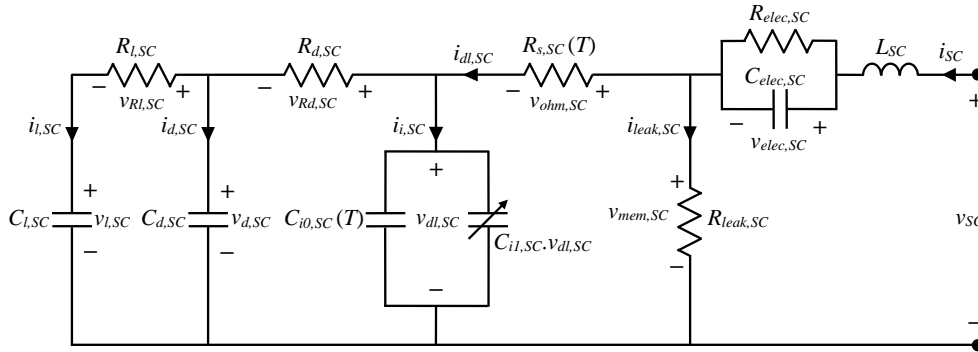 R_{elec,SC}
R_{l,SC}
R_{d,SC}
i_{dl,SC}
R_{s,SC}(T)
L_{SC}
i_{SC}
C_{elec,SC}
− v_{Rl,SC} +
− v_{Rd,SC} +
− v_{ohm,SC} +
− v_{elec,SC} +
+
i_{l,SC}
i_{d,SC}
i_{i,SC}
i_{leak,SC}
+
+
+
+
C_{l,SC}
v_{l,SC}
C_{d,SC}
v_{d,SC}
C_{i0,SC}(T)
v_{dl,SC}
C_{i1,SC}.v_{dl,SC}
v_{mem,SC}
R_{leak,SC}
v_{SC}
−
−
−
−
−